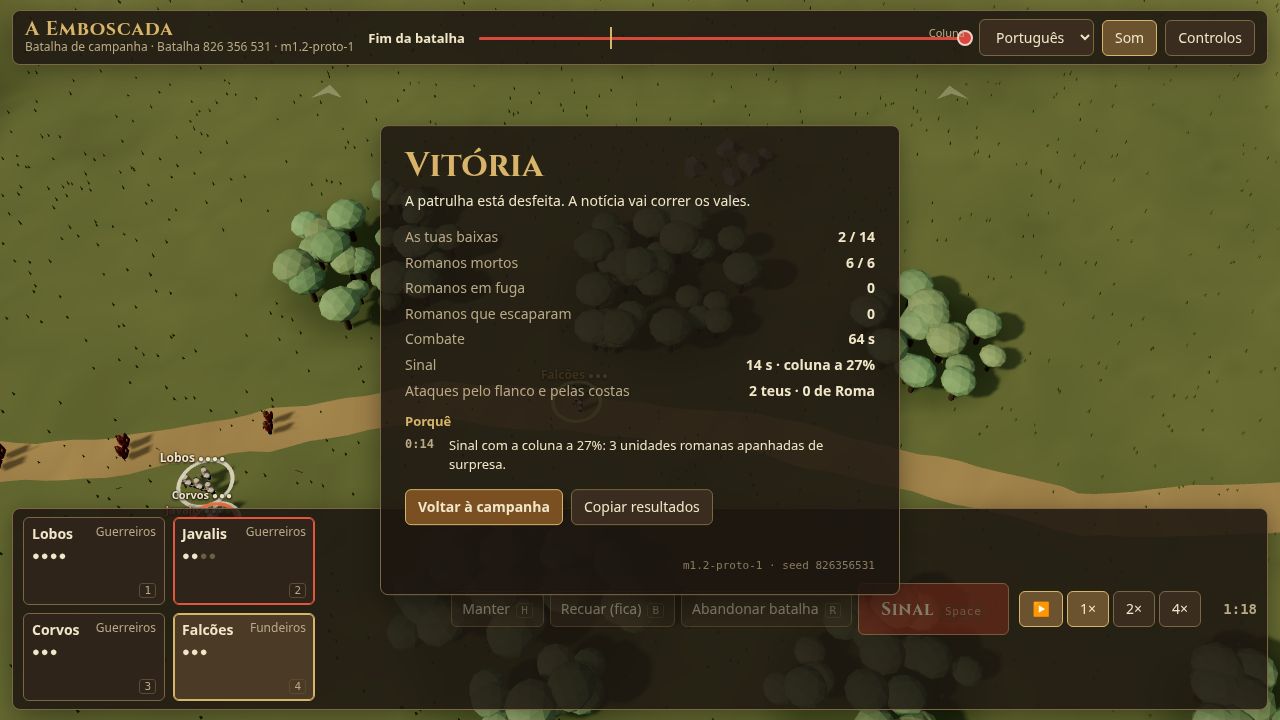 A Emboscada
Batalha de campanha · Batalha 826 356 531 · m1.2-proto-1
Fim da batalha
Coluna
Português
Som
Controlos
Vitória
A patrulha está desfeita. A notícia vai correr os vales.
As tuas baixas 2 / 14
Romanos mortos 6 / 6
Romanos em fuga 0
Romanos que escaparam 0
Combate 64 s
Sinal 14 s · coluna a 27%
Falcões
Ataques pelo flanco e pelas costas 2 teus · 0 de Roma
Porquê
0:14 Sinal com a coluna a 27%: 3 unidades romanas apanhadas de
surpresa.
Voltar à campanha
Copiar resultados
m1.2-proto-1 · seed 826356531
Lobos
Corvos
Javalis
Lobos Guerreiros
1
Javalis Guerreiros
2
Corvos Guerreiros
3
Falcões Fundeiros
4
Manter H
Recuar (fica) B
Abandonar batalha R
Sinal Space
1×
2×
4×
1:18